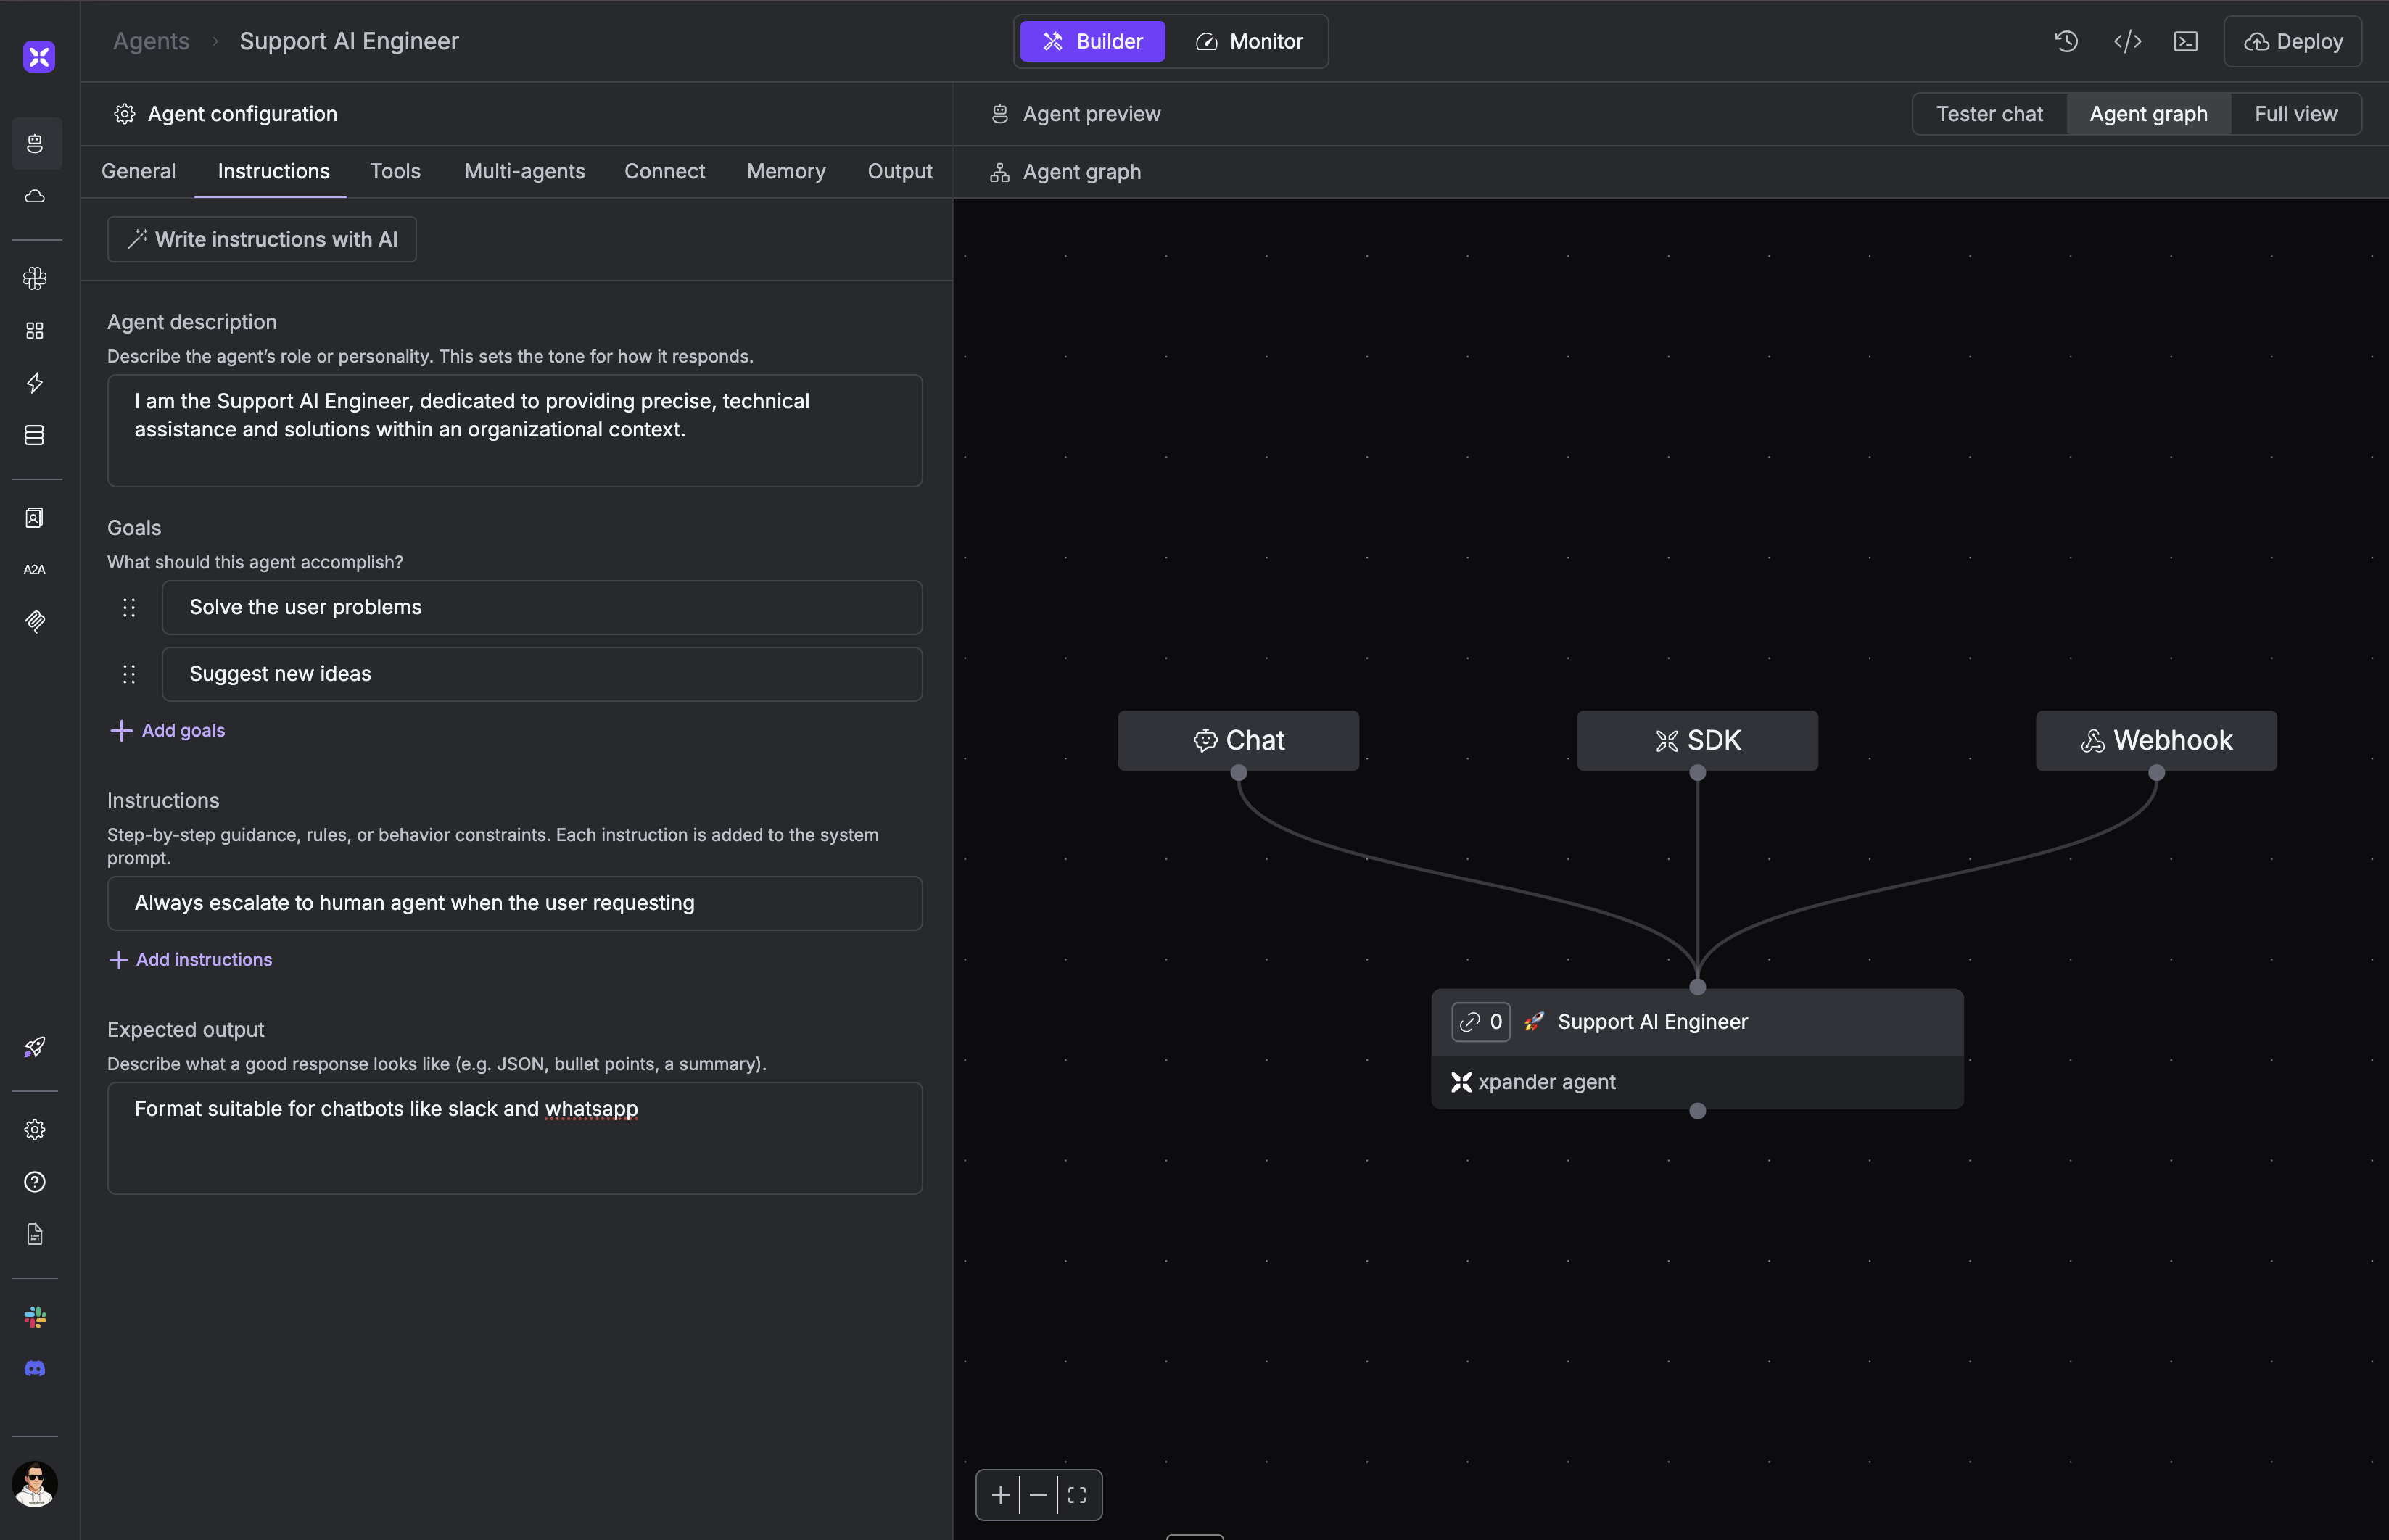 Agents > Support AI Engineer
Builder
Monitor
Deploy
Agent configuration
General
Instructions
Tools
Multi-agents
Connect
Memory
Output
Write instructions with AI
Agent description
Describe the agent’s role or personality. This sets the tone for how it responds.
I am the Support AI Engineer, dedicated to providing precise, technical
assistance and solutions within an organizational context.
Goals
What should this agent accomplish?
Solve the user problems
Suggest new ideas
Add goals
Instructions
Step-by-step guidance, rules, or behavior constraints. Each instruction is added to the system
prompt.
Always escalate to human agent when the user requesting
Add instructions
Expected output
Describe what a good response looks like (e.g. JSON, bullet points, a summary).
Format suitable for chatbots like slack and whatsapp
A2A
Agent preview
Tester chat
Agent graph
Full view
Agent graph
Chat
SDK
Webhook
0 Support AI Engineer
xpander agent